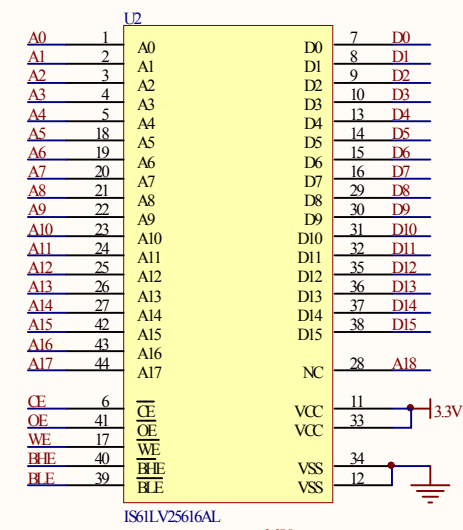 U2
A0 1 A0 D0 7 D0
A1 2 A1 D1 8 D1
A2 3 A2 D2 9 D2
A3 4 A3 D3 10 D3
A4 5 A4 D4 13 D4
A5 18 A5 D5 14 D5
A6 19 A6 D6 15 D6
A7 20 A7 D7 16 D7
A8 21 A8 D8 29 D8
A9 22 A9 D9 30 D9
A10 23 A10 D10 31 D10
A11 24 A11 D11 32 D11
A12 25 A12 D12 35 D12
A13 26 A13 D13 36 D13
A14 27 A14 D14 37 D14
A15 42 A15 D15 38 D15
A16 43 A16
A17 44 A17 NC 28 A18
CE 6 CE VCC 11 3.3V
OE 41 OE VCC 33
WE 17 WE
BHE 40 BHE VSS 34
BLE 39 BLE VSS 12
IS61LV25616AL